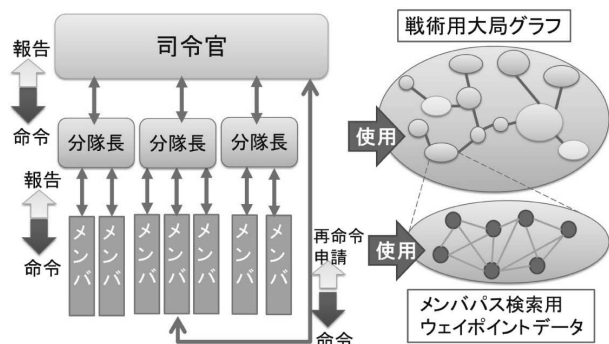 司令官
報告
命令
分隊長
分隊長
分隊長
報告
命令
メンバ
メンバ
メンバ
メンバ
メンバ
メンバ
メンバ
再命令
申請
命令
戦術用大局グラフ
使用
使用
メンバパス検索用
ウェイポイントデータ